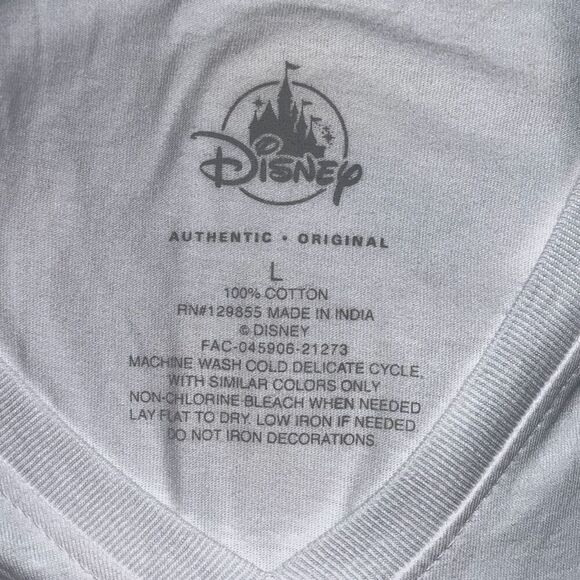 Disney
AUTHENTIC • ORIGINAL
L
100% COTTON
RN#129855 MADE IN INDIA
© DISNEY
FAC-045906-21273
MACHINE WASH COLD DELICATE CYCLE,
WITH SIMILAR COLORS ONLY
NON-CHLORINE BLEACH WHEN NEEDED
LAY FLAT TO DRY. LOW IRON IF NEEDED
DO NOT IRON DECORATIONS.